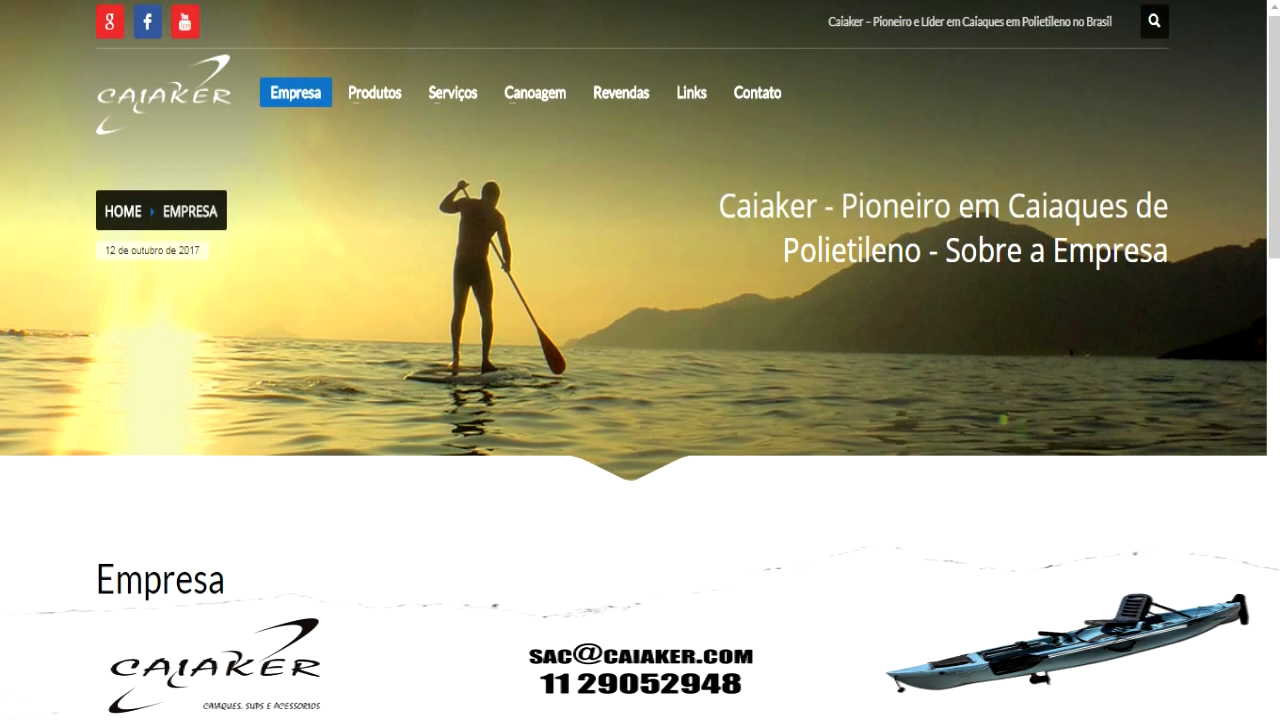 Caiaker – Pioneiro e Líder em Caiaques em Polietileno no Brasil
CAIAKER
Empresa Produtos Serviços Canoagem Revendas Links Contato
HOME EMPRESA
12 de outubro de 2017
Caiaker - Pioneiro em Caiaques de
Polietileno - Sobre a Empresa
Empresa
CAIAKER
CAIAQUES, SUPS E ACESSORIOS
SAC@CAIAKER.COM
11 29052948